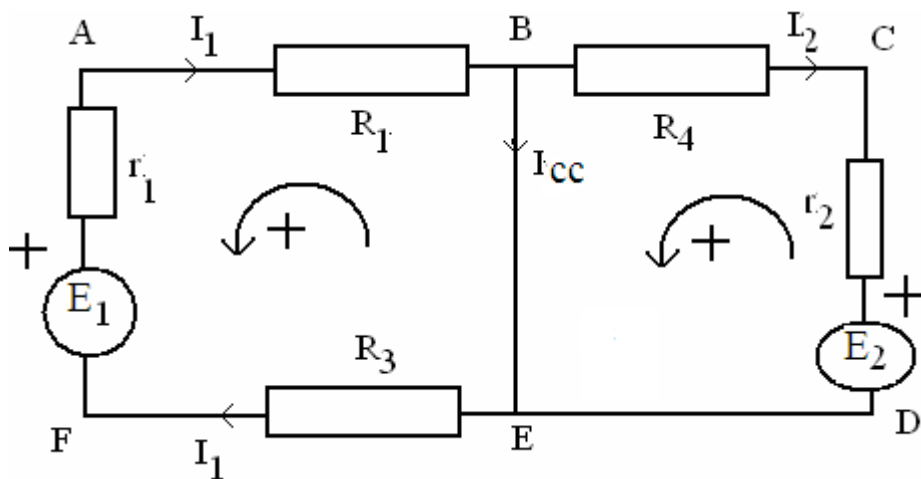 A I₁ B I₂ C
R₁ R₄
r₁ Icc r₂
+ + + +
E₁ E₂
R₃
F I₁ E D